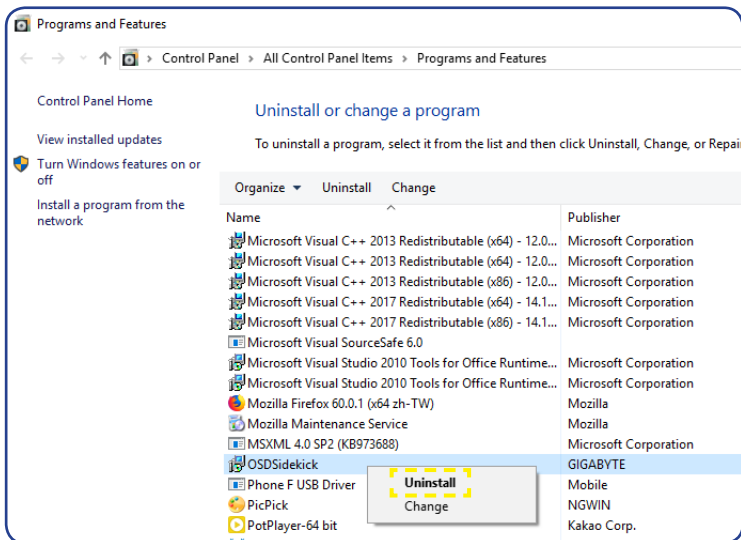 Programs and Features
Control Panel > All Control Panel Items > Programs and Features
Control Panel Home
View installed updates
Turn Windows features on or
off
Install a program from the
network
Uninstall or change a program
To uninstall a program, select it from the list and then click Uninstall, Change, or Repai
Organize Uninstall Change
Name Publisher
Microsoft Visual C++ 2013 Redistributable (x64) - 12.0... Microsoft Corporation
Microsoft Visual C++ 2013 Redistributable (x64) - 12.0... Microsoft Corporation
Microsoft Visual C++ 2013 Redistributable (x86) - 12.0... Microsoft Corporation
Microsoft Visual C++ 2017 Redistributable (x64) - 14.1... Microsoft Corporation
Microsoft Visual C++ 2017 Redistributable (x86) - 14.1... Microsoft Corporation
Microsoft Visual SourceSafe 6.0
Microsoft Visual Studio 2010 Tools for Office Runtime... Microsoft Corporation
Microsoft Visual Studio 2010 Tools for Office Runtime... Microsoft Corporation
Mozilla Firefox 60.0.1 (x64 zh-TW) Mozilla
Mozilla Maintenance Service Mozilla
MSXML 4.0 SP2 (KB973688) Microsoft Corporation
OSDSidekick GIGABYTE
Phone F USB Driver Mobile
PicPick NGWIN
PotPlayer-64 bit Kakao Corp.
Uninstall
Change